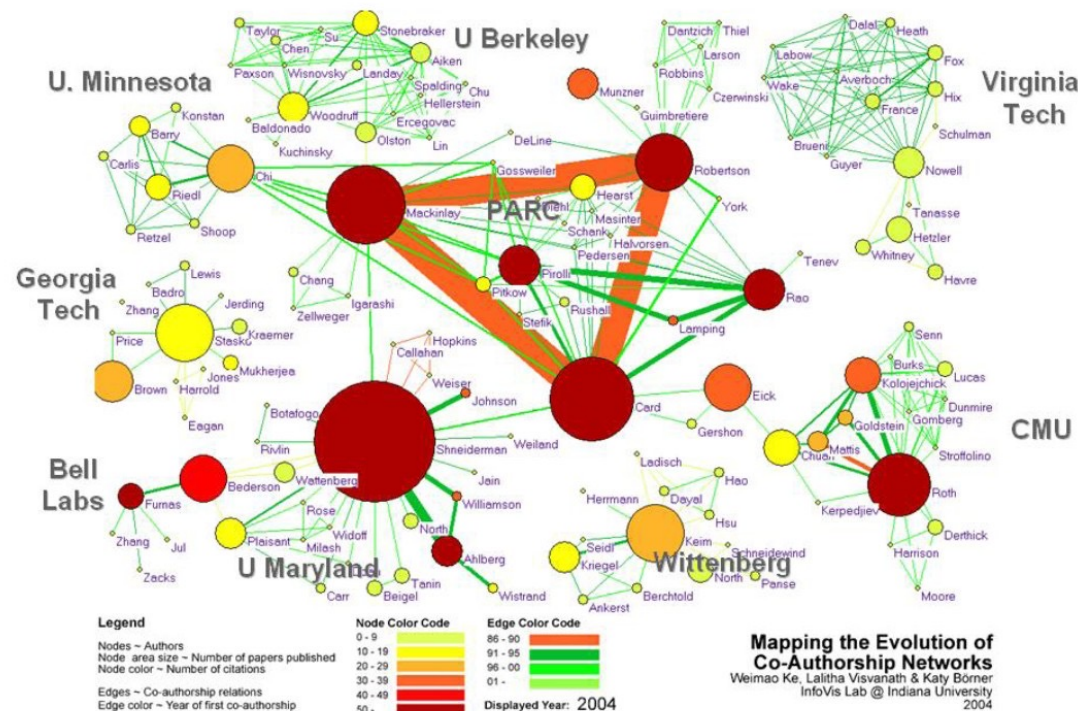 Taylor
Su
Stonebraker
U Berkeley
Chen
Aiken
Paxson
Wisnovsky
Landay
Spalding
Chu
Hellerstein
Woodruff
Ercegovac
Baldonado
Olston
Lin
Kuchinsky
Dantzich
Thiel
Larson
Robbins
Czerwinski
Munzner
Guimbretiere
Dalal
Heath
Labow
Fox
Wake
Averboch
Hix
France
Virginia
Tech
Schulman
Brueni
Guyer
Nowell
Tanasse
Hetzler
Whitney
Havre
U. Minnesota
Konstan
Barry
Carlis
Chi
Riedl
Retzel
Shoop
DeLine
Gossweiler
Robertson
Mackinlay
PARC
Hearst
York
Masinter
Schank
Halvorsen
Pedersen
Tenev
Pirolli
Rao
Pitkow
Rushall
Lamping
Stefik
Chang
Igarashi
Zellweger
Georgia
Tech
Lewis
Badro
Zhang
Jerding
Stasko
Kraemer
Price
Mukherjea
Jones
Brown
Harrold
Eagan
Hopkins
Callahan
Weiser
Johnson
Card
Eick
Gershon
Botafogo
Shneiderman
Weiland
Rivlin
Wattenberg
Jain
Bell
Labs
Bederson
Williamson
Furnas
Rose
North
Zhang
Jul
Plaisant
Widoff
Milash
Ahlberg
Zacks
U Maryland
Tanin
Carr
Beigel
Wistrand
Senn
Burks
Lucas
Kolojejchick
Dunmire
Goldstein
Gomberg
CMU
Mattis
Chuah
Stroffolino
Roth
Kerpedjiev
Derthick
Harrison
Moore
Ladisch
Hao
Herrmann
Dayal
Hsu
Keim
Seidl
Schneidewind
Wittenberg
Kriegel
North
Panse
Ankerst
Berchtold
Legend
Nodes ~ Authors
Node area size ~ Number of papers published
Node color ~ Number of citations
Edges ~ Co-authorship relations
Edge color ~ Year of first co-authorship
Node Color Code
0 - 9
10 - 19
20 - 29
30 - 39
40 - 49
50 -
Edge Color Code
86 - 90
91 - 95
96 - 00
01 -
Displayed Year: 2004
Mapping the Evolution of
Co-Authorship Networks
Weimao Ke, Lalitha Visvanath & Katy Börner
InfoVis Lab @ Indiana University
2004